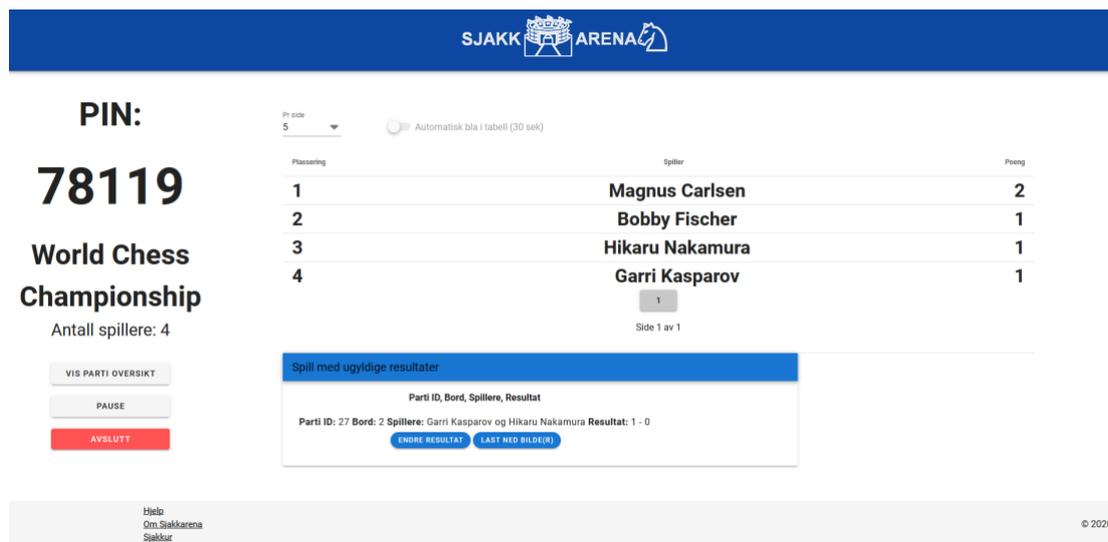 SJAKK ARENA
PIN:
78119
World Chess
Championship
Antall spillere: 4
VIS PARTI OVERSIKT
PAUSE
AVSLUTT
Pr side
5
Automatisk bla i tabell (30 sek)
Plassering Spiller Poeng
1 Magnus Carlsen 2
2 Bobby Fischer 1
3 Hikaru Nakamura 1
4 Garri Kasparov 1
1
Side 1 av 1
Spill med ugyldige resultater
Parti ID, Bord, Spillere, Resultat
Parti ID: 27 Bord: 2 Spillere: Garri Kasparov og Hikaru Nakamura Resultat: 1 - 0
ENDRE RESULTAT LAST NED BILDE(R)
Hjelp
Om Sjakkarena
Sjakkur
© 2020